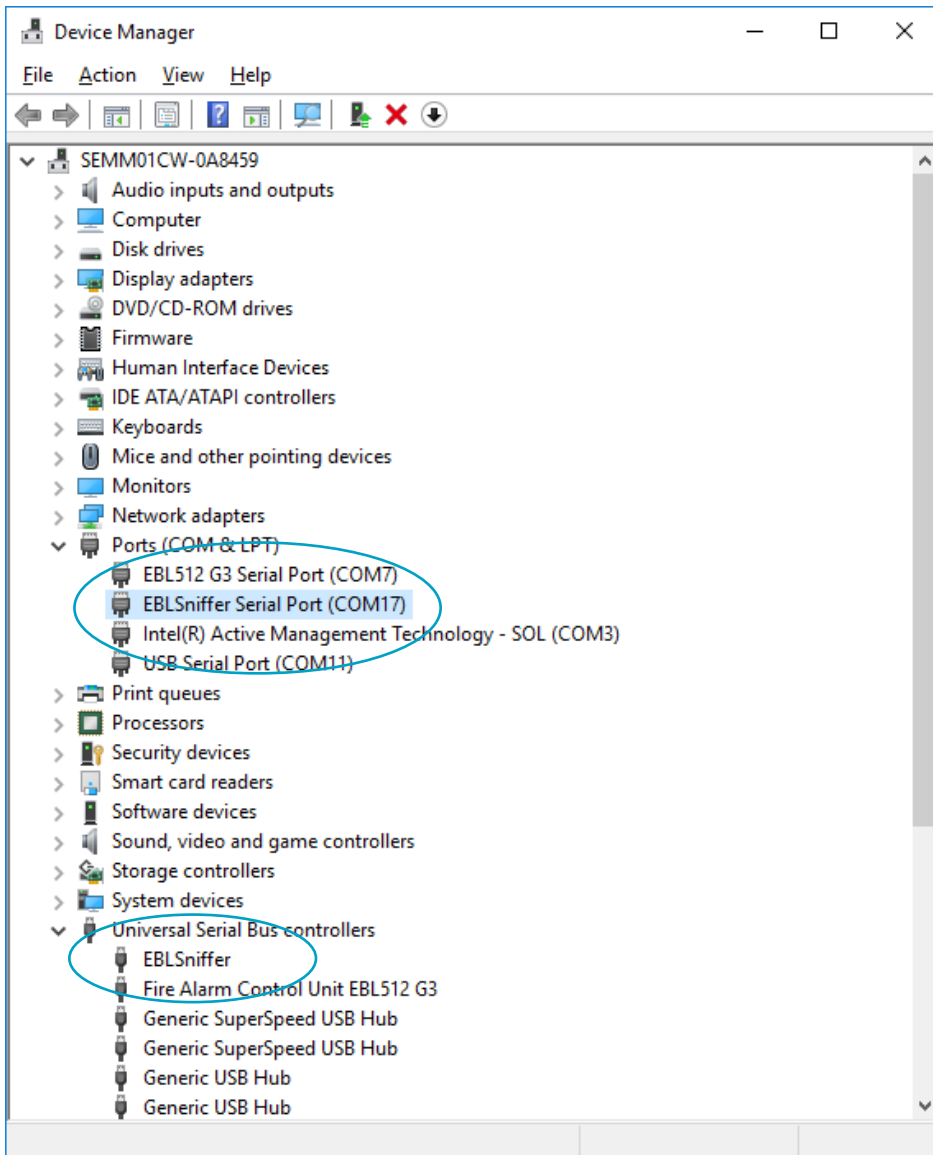 Device Manager
File Action View Help
SEMM01CW-0A8459
Audio inputs and outputs
Computer
Disk drives
Display adapters
DVD/CD-ROM drives
Firmware
Human Interface Devices
IDE ATA/ATAPI controllers
Keyboards
Mice and other pointing devices
Monitors
Network adapters
Ports (COM & LPT)
EBL512 G3 Serial Port (COM7)
EBLSniffer Serial Port (COM17)
Intel(R) Active Management Technology - SOL (COM3)
USB Serial Port (COM11)
Print queues
Processors
Security devices
Smart card readers
Software devices
Sound, video and game controllers
Storage controllers
System devices
Universal Serial Bus controllers
EBLSniffer
Fire Alarm Control Unit EBL512 G3
Generic SuperSpeed USB Hub
Generic SuperSpeed USB Hub
Generic USB Hub
Generic USB Hub